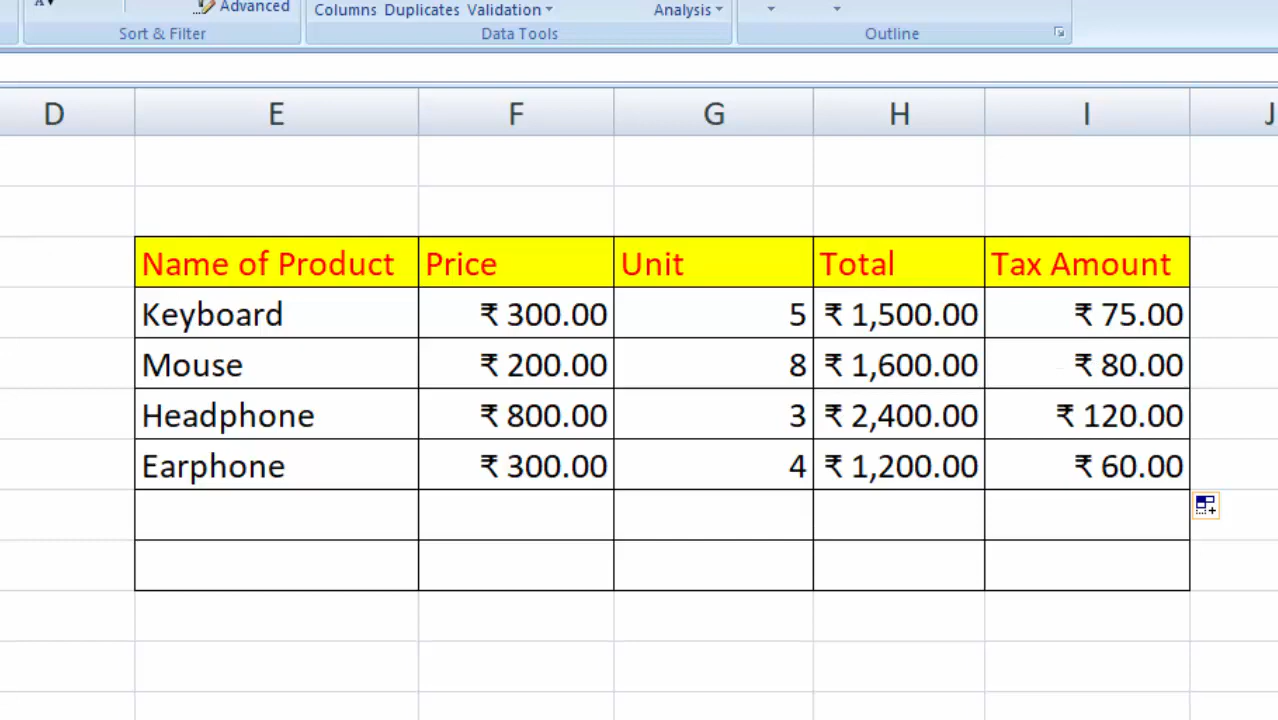 Advanced
Columns Duplicates Validation Analysis
Sort & Filter Data Tools Outline
D E F G H I J
Name of Product Price Unit Total Tax Amount
Keyboard ₹ 300.00 5 ₹ 1,500.00 ₹ 75.00
Mouse ₹ 200.00 8 ₹ 1,600.00 ₹ 80.00
Headphone ₹ 800.00 3 ₹ 2,400.00 ₹ 120.00
Earphone ₹ 300.00 4 ₹ 1,200.00 ₹ 60.00